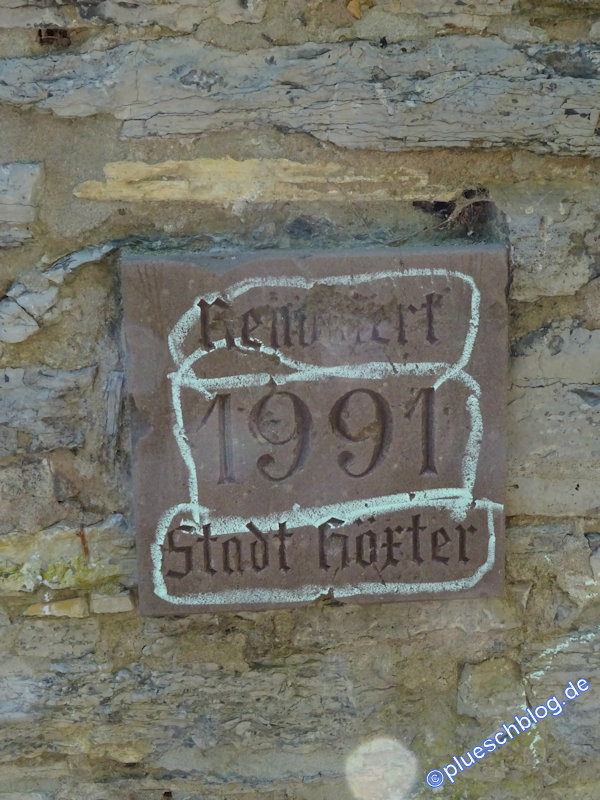 Renoviert
1991
Stadt Höxter
©plueschblog.de